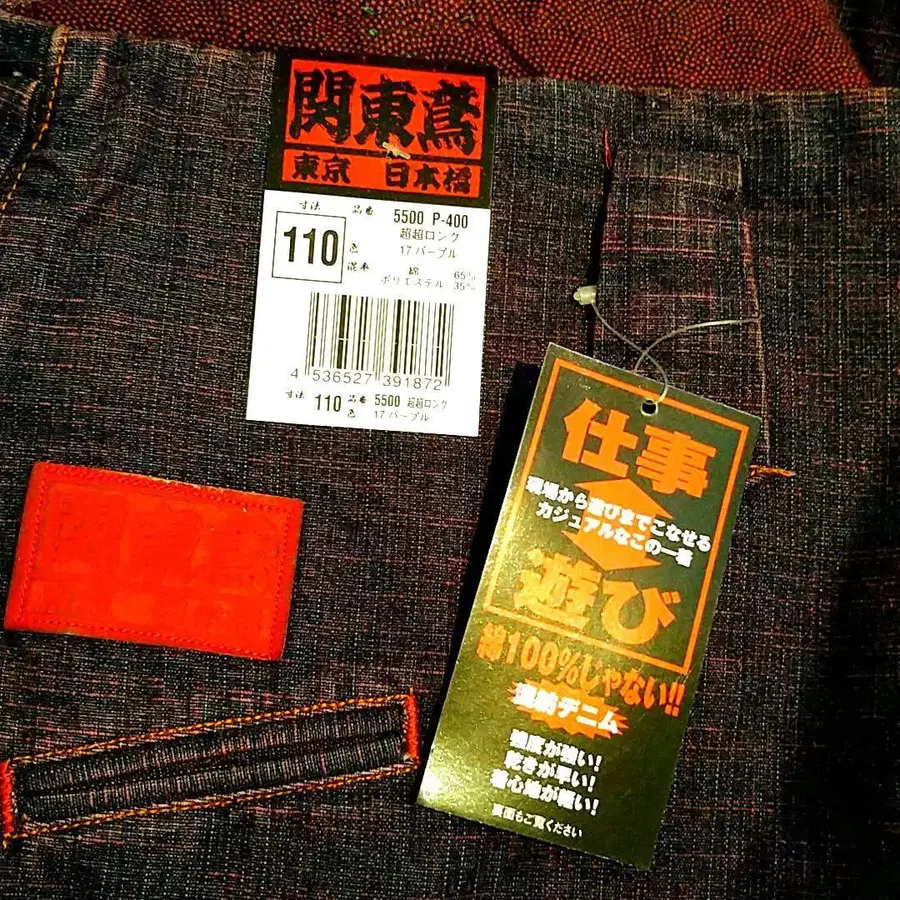 関東鳶
東京 日本橋
寸法 品番 5500 P-400
超超ロンク
110 色 17 パープル
混率 綿 65%
ポリエステル 35%
4 536527 391872
寸法 110 品番 5500 超超ロンク
色 17 パープル
仕事
現場から遊びまでこなせる
カジュアルなこの一着
遊び
綿100%じゃない!!
デニム
強度が強い!
乾きが早い!
着心地が軽い!
裏面もご覧ください